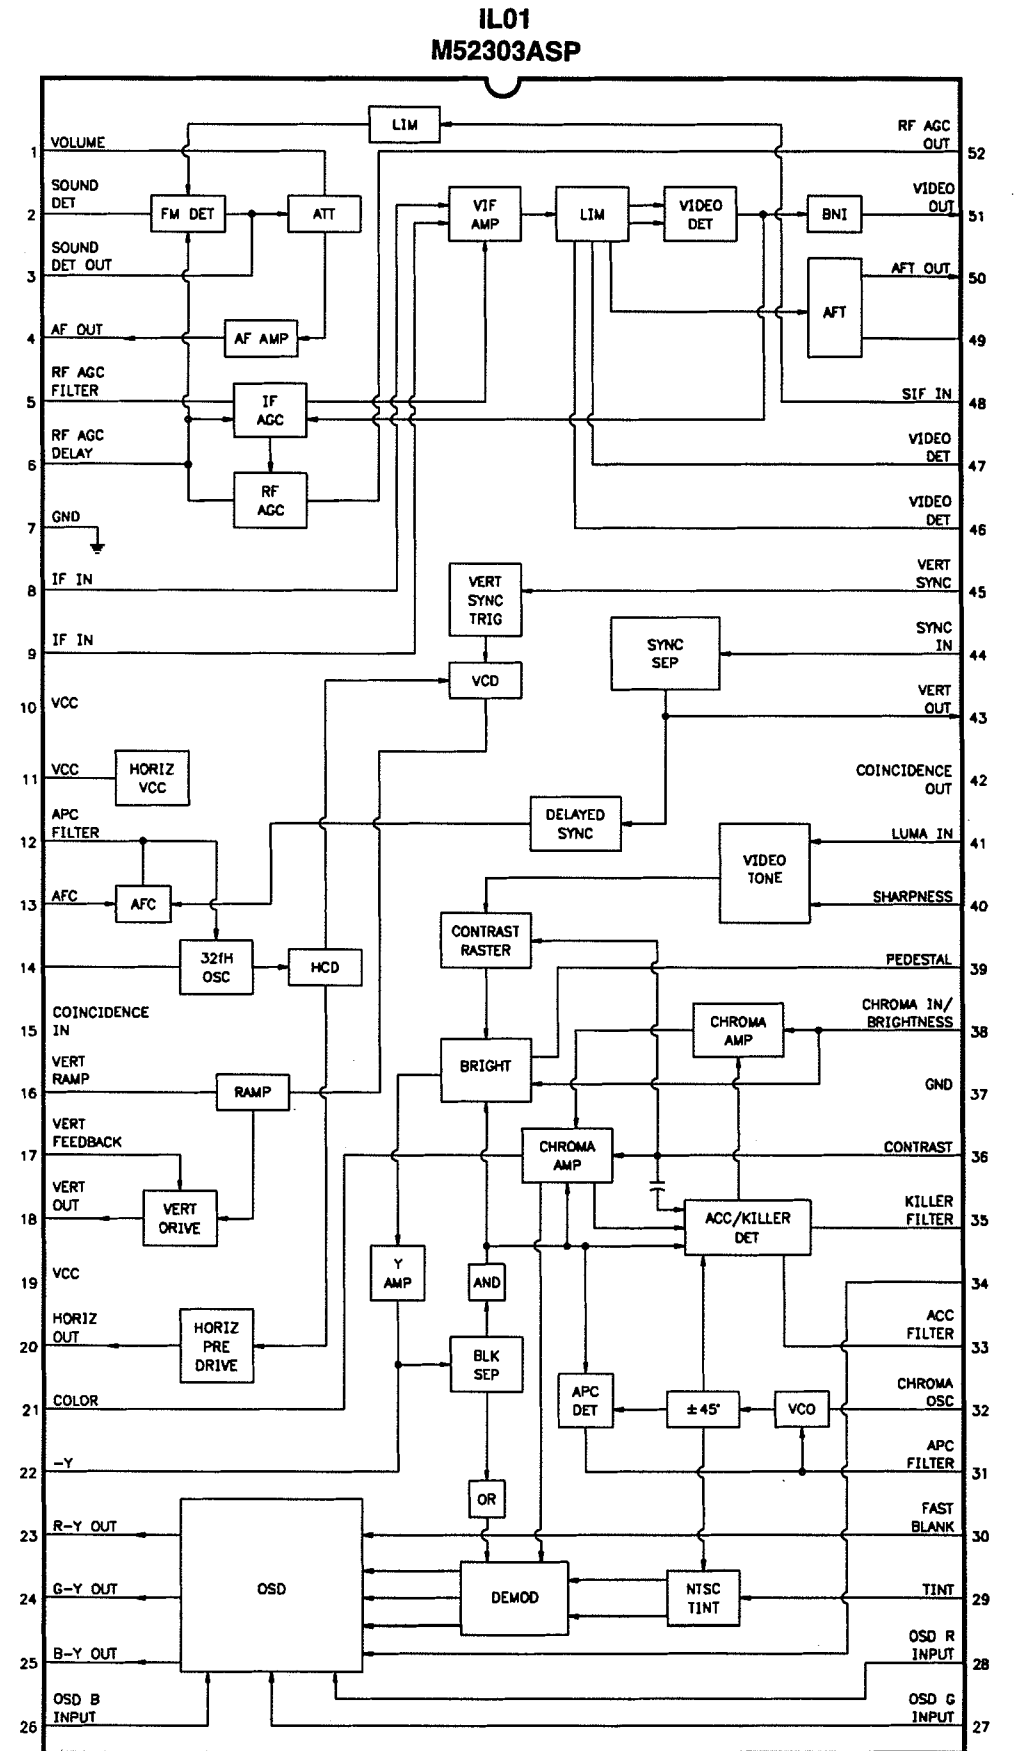 IL01
M52303ASP
LIM
RF AGC
OUT
1
VOLUME
52
SOUND
DET
2
FM DET
ATT
VIF
AMP
LIM
VIDEO
DET
BNI
VIDEO
OUT
51
SOUND
DET OUT
3
AFT OUT
50
AFT
4
AF OUT
AF AMP
49
RF AGC
FILTER
5
IF
AGC
SIF IN
48
RF AGC
DELAY
6
RF
AGC
VIDEO
DET
47
7
GND
VIDEO
DET
46
8
IF IN
VERT
SYNC
TRIG
VERT
SYNC
45
9
IF IN
SYNC
SEP
SYNC
IN
44
VCD
10
VCC
VERT
OUT
43
11
VCC
HORIZ
VCC
COINCIDENCE
OUT
42
APC
FILTER
12
DELAYED
SYNC
LUMA IN
41
VIDEO
TONE
13
AFC
AFC
SHARPNESS
40
CONTRAST
RASTER
14
32fH
OSC
HCD
PEDESTAL
39
COINCIDENCE
IN
15
CHROMA
AMP
CHROMA IN/
BRIGHTNESS
38
VERT
RAMP
16
RAMP
BRIGHT
GND
37
VERT
FEEDBACK
17
CHROMA
AMP
CONTRAST
36
VERT
OUT
18
VERT
DRIVE
ACC/KILLER
DET
KILLER
FILTER
35
19
VCC
Y
AMP
AND
34
HORIZ
OUT
20
HORIZ
PRE
DRIVE
BLK
SEP
ACC
FILTER
33
21
COLOR
APC
DET
±45°
VCO
CHROMA
OSC
32
22
-Y
APC
FILTER
31
OR
23
R-Y OUT
FAST
BLANK
30
24
G-Y OUT
OSD
DEMOD
NTSC
TINT
TINT
29
25
B-Y OUT
OSD R
INPUT
28
OSD B
INPUT
26
OSD G
INPUT
27